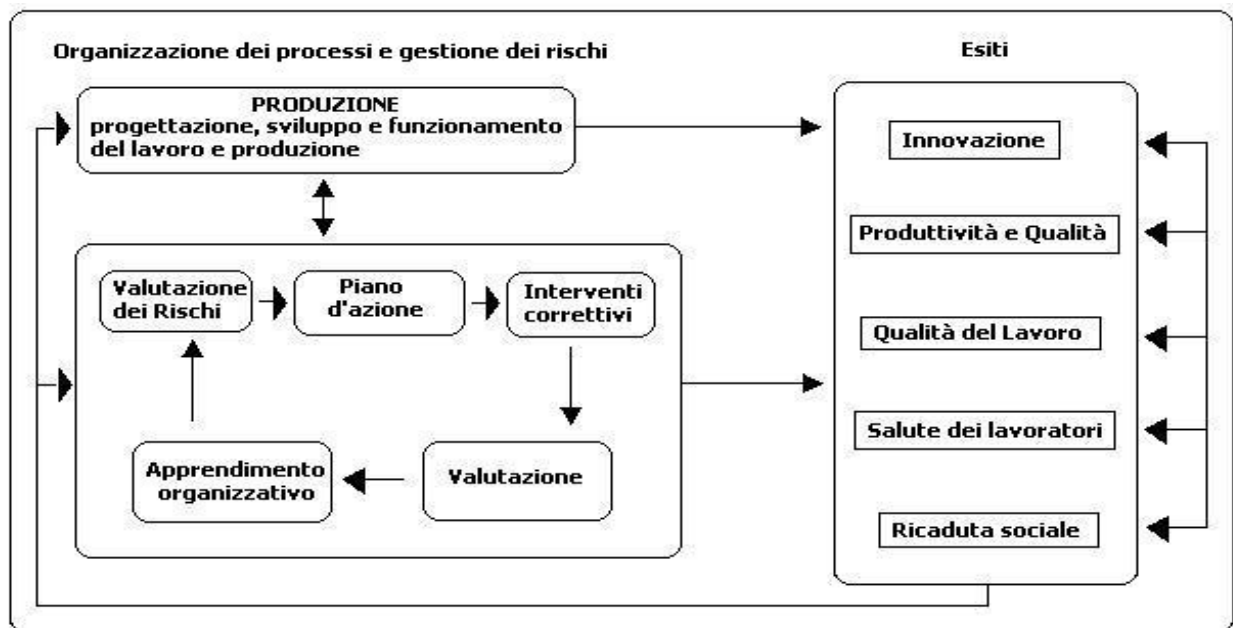 Organizzazione dei processi e gestione dei rischi
Esiti
PRODUZIONE
progettazione, sviluppo e funzionamento
del lavoro e produzione
Innovazione
Produttività e Qualità
Valutazione
dei Rischi
Piano
d'azione
Interventi
correttivi
Qualità del Lavoro
Salute dei lavoratori
Apprendimento
organizzativo
Valutazione
Ricaduta sociale